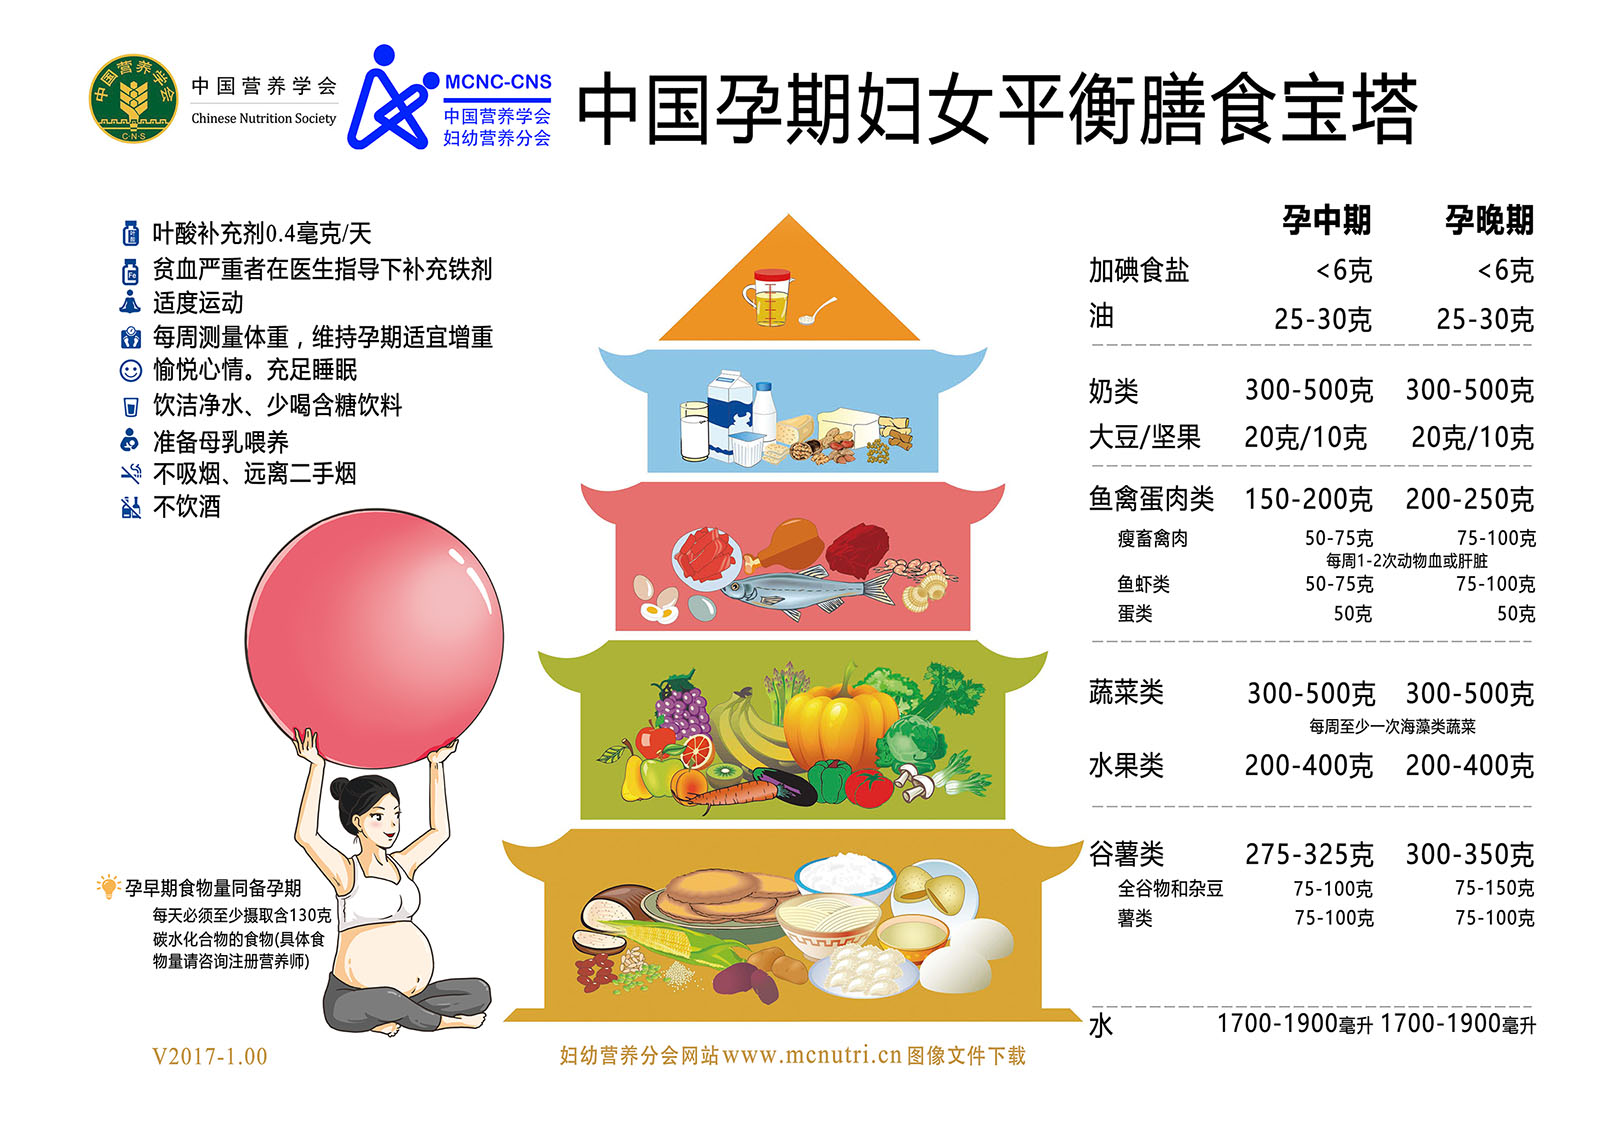 中国营养学会
C·N·S
中国营养学会
Chinese Nutrition Society
MCNC-CNS
中国营养学会
妇幼营养分会
中国孕期妇女平衡膳食宝塔
叶酸补充剂0.4毫克/天
Fe
贫血严重者在医生指导下补充铁剂
适度运动
每周测量体重，维持孕期适宜增重
愉悦心情。充足睡眠
饮洁净水、少喝含糖饮料
准备母乳喂养
不吸烟、远离二手烟
不饮酒
孕早期食物量同备孕期
每天必须至少摄取含130克
碳水化合物的食物(具体食
物量请咨询注册营养师)
孕中期 孕晚期
加碘食盐 <6克 <6克
油 25-30克 25-30克
奶类 300-500克 300-500克
大豆/坚果 20克/10克 20克/10克
鱼禽蛋肉类 150-200克 200-250克
瘦畜禽肉 50-75克 75-100克
每周1-2次动物血或肝脏
鱼虾类 50-75克 75-100克
蛋类 50克 50克
蔬菜类 300-500克 300-500克
每周至少一次海藻类蔬菜
水果类 200-400克 200-400克
谷薯类 275-325克 300-350克
全谷物和杂豆 75-100克 75-150克
薯类 75-100克 75-100克
水 1700-1900毫升 1700-1900毫升
V2017-1.00
妇幼营养分会网站www.mcnutri.cn 图像文件下载